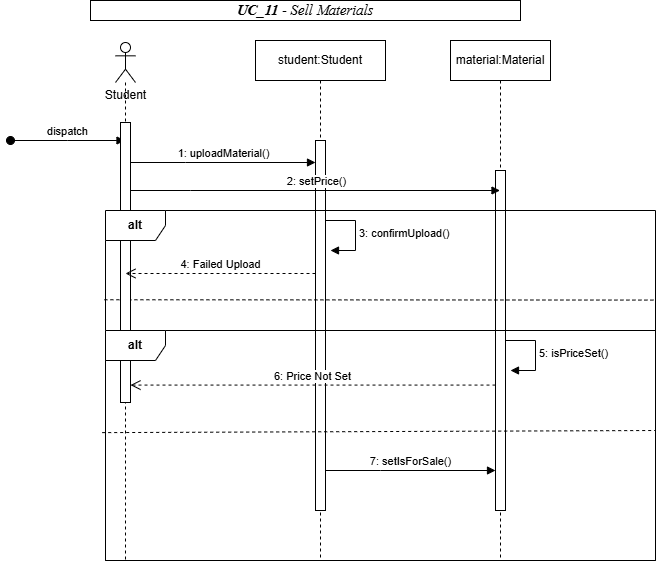 UC_11 - Sell Materials
student:Student
material:Material
Student
dispatch
1: uploadMaterial()
2: setPrice()
alt
3: confirmUpload()
4: Failed Upload
alt
5: isPriceSet()
6: Price Not Set
7: setIsForSale()